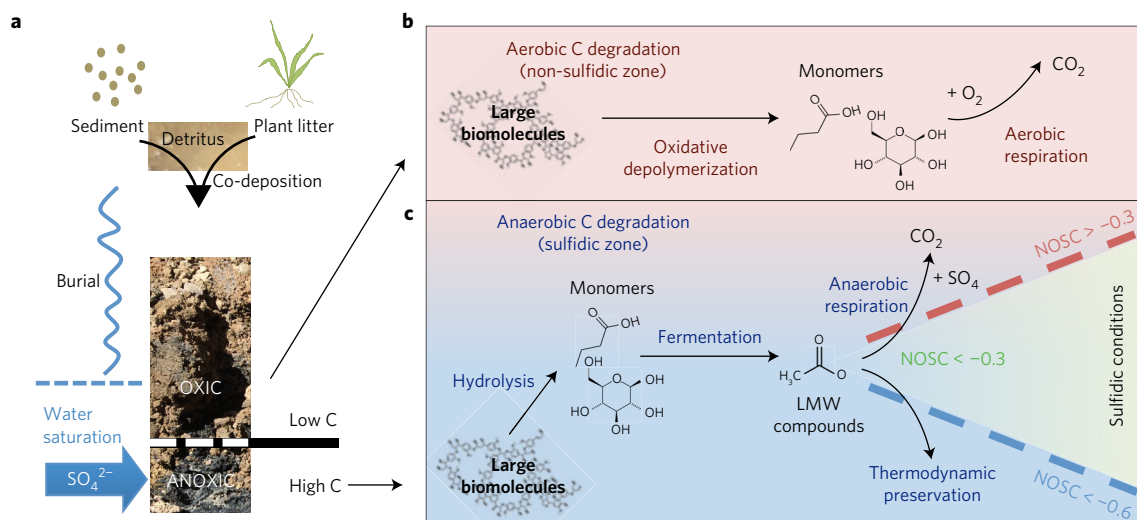 a
Sediment
Plant litter
Detritus
Co-deposition
Burial
OXIC
Water
saturation
Low C
SO₄²⁻
ANOXIC
High C
b
Aerobic C degradation
(non-sulfidic zone)
Large
biomolecules
Oxidative
depolymerization
Monomers
O
OH
HO
OH
O
OH
HO
OH
OH
+ O₂
CO₂
Aerobic
respiration
c
Anaerobic C degradation
(sulfidic zone)
Large
biomolecules
Hydrolysis
Monomers
O
OH
OH
O
OH
HO
OH
OH
Fermentation
O
H₃C
O
LMW
compounds
CO₂
+ SO₄
Anaerobic
respiration
NOSC > −0.3
NOSC < −0.3
Thermodynamic
preservation
NOSC < −0.6
Sulfidic conditions